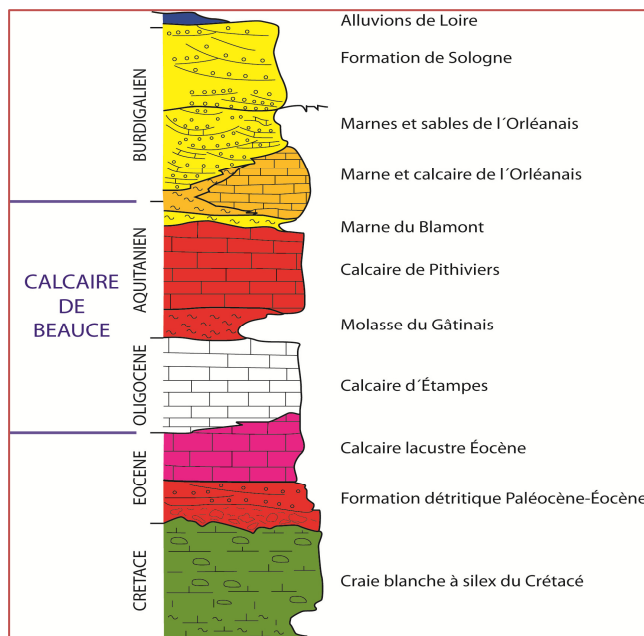 Alluvions de Loire
Formation de Sologne
BURDIGALIEN
Marnes et sables de l´Orléanais
Marne et calcaire de l´Orléanais
Marne du Blamont
CALCAIRE
DE
BEAUCE
AQUITANIEN
Calcaire de Pithiviers
Molasse du Gâtinais
OLIGOCENE
Calcaire d´Étampes
Calcaire lacustre Éocène
EOCENE
Formation détritique Paléocène-Éocène
CRETACE
Craie blanche à silex du Crétacé